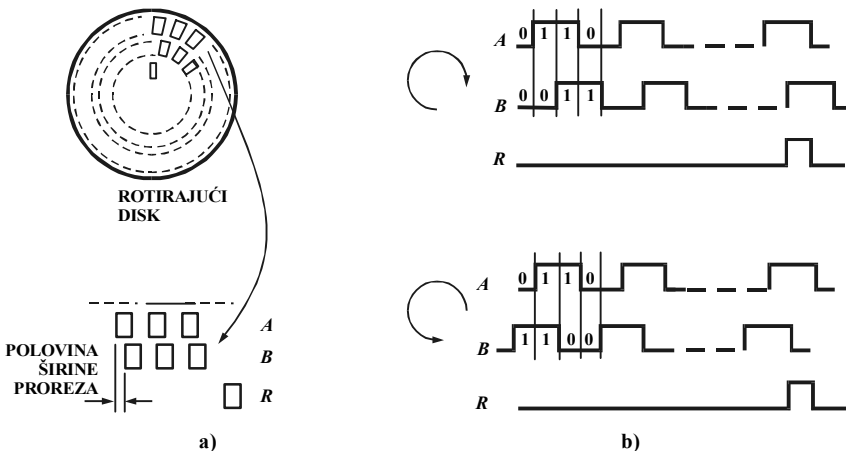 ROTIRAJUĆI
DISK
A
B
R
POLOVINA
ŠIRINE
PROREZA
a)
A
0 1 1 0
B
0 0 1 1
R
A
0 1 1 0
B
1 1 0 0
R
b)